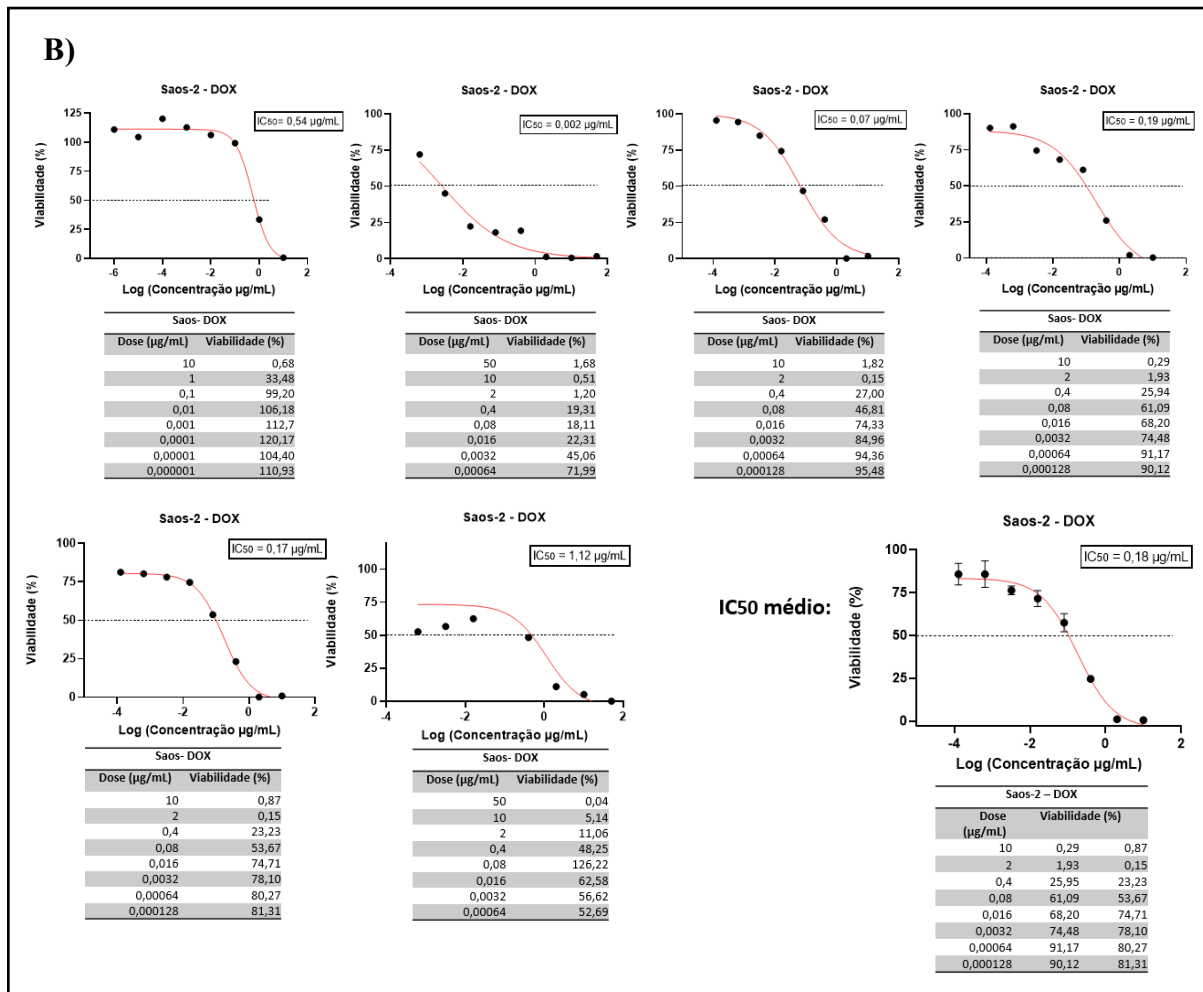 B)
Saos-2 - DOX
IC50= 0,54 µg/mL
Viabilidade (%)
125
100
75
50
25
0
-6 -4 -2 0 2
Log (Concentração µg/mL)
Saos- DOX
Dose (µg/mL) Viabilidade (%)
10 0,68
1 33,48
0,1 99,20
0,01 106,18
0,001 112,7
0,0001 120,17
0,00001 104,40
0,000001 110,93
Saos-2 - DOX
IC50 = 0,002 µg/mL
Viabilidade (%)
100
75
50
25
0
-4 -2 0 2
Log (Concentração µg/mL)
Saos- DOX
Dose (µg/mL) Viabilidade (%)
50 1,68
10 0,51
2 1,20
0,4 19,31
0,08 18,11
0,016 22,31
0,0032 45,06
0,00064 71,99
Saos-2 - DOX
IC50 = 0,07 µg/mL
Viabilidade (%)
100
75
50
25
0
-4 -2 0 2
Log (concentração µg/mL)
Saos- DOX
Dose (µg/mL) Viabilidade (%)
10 1,82
2 0,15
0,4 27,00
0,08 46,81
0,016 74,33
0,0032 84,96
0,00064 94,36
0,000128 95,48
Saos-2 - DOX
IC50 = 0,19 µg/mL
Viabilidade (%)
100
75
50
25
0
-4 -2 0 2
Log (Concentração µg/mL)
Saos- DOX
Dose (µg/mL) Viabilidade (%)
10 0,29
2 1,93
0,4 25,94
0,08 61,09
0,016 68,20
0,0032 74,48
0,00064 91,17
0,000128 90,12
Saos-2 - DOX
IC50 = 0,17 µg/mL
Viabilidade (%)
100
75
50
25
0
-4 -2 0 2
Log (Concentração µg/mL)
Saos- DOX
Dose (µg/mL) Viabilidade (%)
10 0,87
2 0,15
0,4 23,23
0,08 53,67
0,016 74,71
0,0032 78,10
0,00064 80,27
0,000128 81,31
Saos-2 - DOX
IC50 = 1,12 µg/mL
Viabilidade (%)
100
75
50
25
0
-4 -2 0 2
Log (Concentração µg/mL)
Saos- DOX
Dose (µg/mL) Viabilidade (%)
50 0,04
10 5,14
2 11,06
0,4 48,25
0,08 126,22
0,016 62,58
0,0032 56,62
0,00064 52,69
IC50 médio:
Saos-2 - DOX
IC50 = 0,18 µg/mL
Viabilidade (%)
100
75
50
25
0
-4 -2 0 2
Log (Concentração µg/mL)
Saos-2 – DOX
Dose Viabilidade (%)
(µg/mL)
10 0,29 0,87
2 1,93 0,15
0,4 25,95 23,23
0,08 61,09 53,67
0,016 68,20 74,71
0,0032 74,48 78,10
0,00064 91,17 80,27
0,000128 90,12 81,31